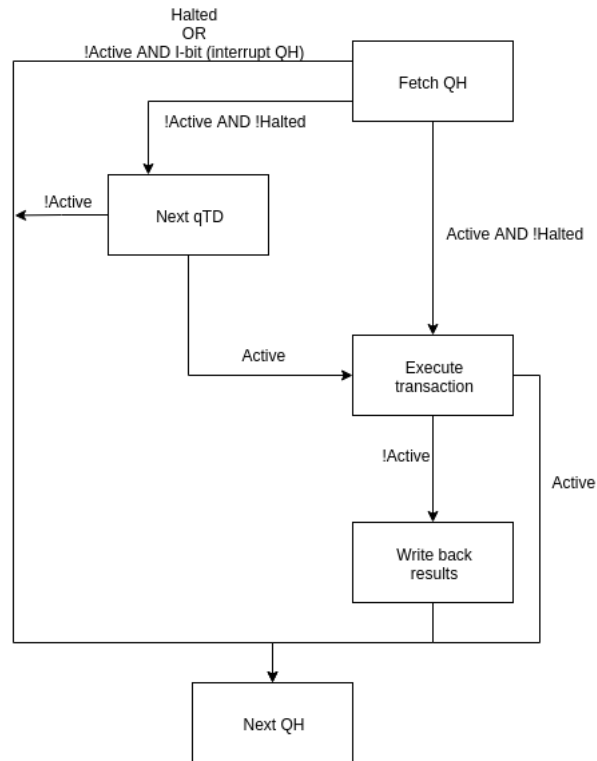 Halted
OR
!Active AND I-bit (interrupt QH)
Fetch QH
!Active AND !Halted
!Active
Next qTD
Active AND !Halted
Active
Execute
transaction
!Active
Active
Write back
results
Next QH